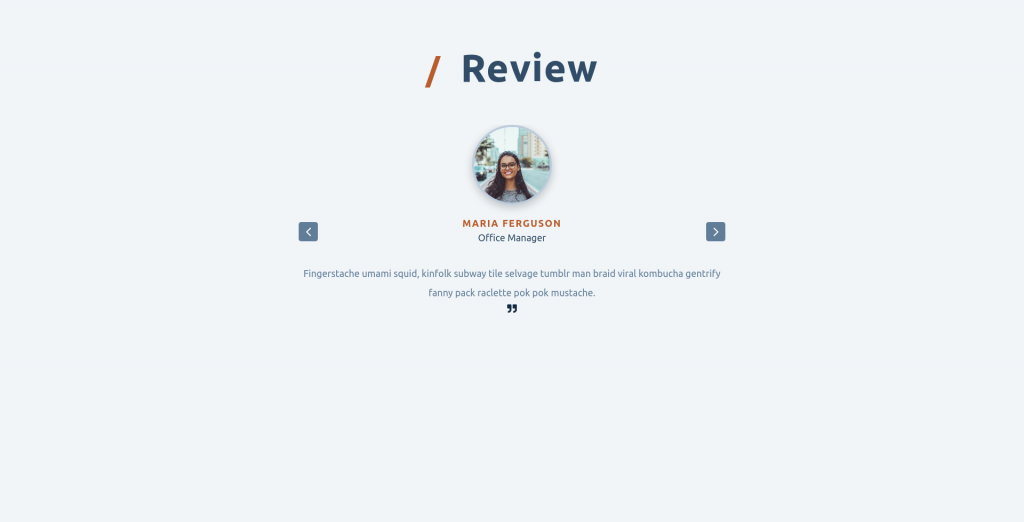 / Review
MARIA FERGUSON
Office Manager
Fingerstache umami squid, kinfolk subway tile selvage tumblr man braid viral kombucha gentrify
fanny pack raclette pok pok mustache.
”